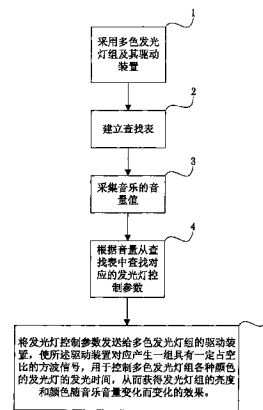 1
采用多色发光
灯组及其驱动
装置
2
建立查找表
3
采集音乐的音
量值
4
根据音量从查
找表中查找对
应的发光灯控
制参数
将发光灯控制参数发送给多色发光灯组的驱动装
置,使所述驱动装置对应产生一组具有一定占空
比的方波信号,用于控制多色发光灯组各种颜色
的发光灯的发光时间,从而获得发光灯组的亮度
和颜色随音乐音量变化而变化的效果。